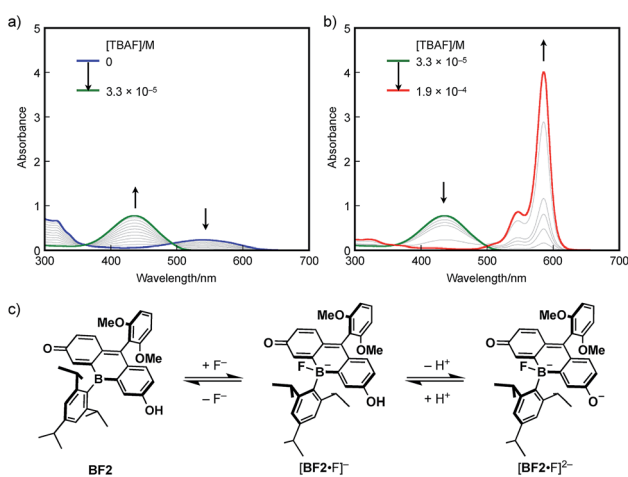 a)
[TBAF]/M
0
3.3 × 10⁻⁵
Absorbance
5
4
3
2
1
0
300 400 500 600 700
Wavelength/nm
b)
[TBAF]/M
3.3 × 10⁻⁵
1.9 × 10⁻⁴
Absorbance
5
4
3
2
1
0
300 400 500 600 700
Wavelength/nm
c)
MeO
OMe
O
B
OH
BF2
+ F⁻
– F⁻
MeO
OMe
O
F
B⁻
OH
[BF2•F]⁻
– H⁺
+ H⁺
MeO
OMe
O
F
B⁻
O⁻
[BF2•F]²⁻